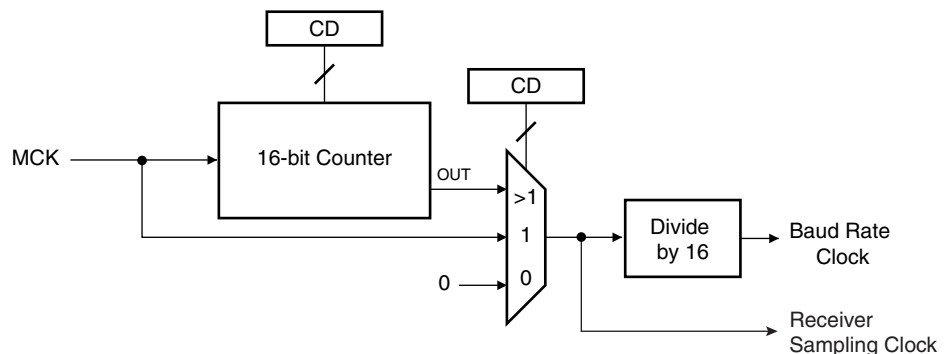 CD
CD
MCK
16-bit Counter
OUT
>1
1
0
0
Divide
by 16
Baud Rate
Clock
Receiver
Sampling Clock